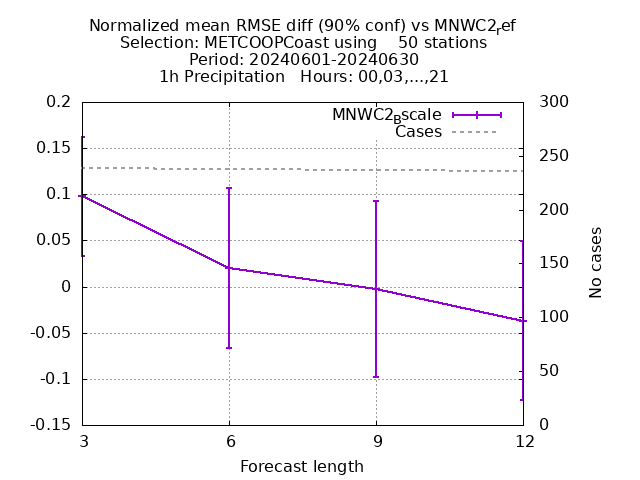 Normalized mean RMSE diff (90% conf) vs MNWC2ref
Selection: METCOOPCoast using    50 stations
Period: 20240601-20240630
1h Precipitation   Hours: 00,03,...,21
MNWC2Bscale
Cases
0.2
0.15
0.1
0.05
0
-0.05
-0.1
-0.15
300
250
200
150
100
50
0
No cases
3 6 9 12
Forecast length